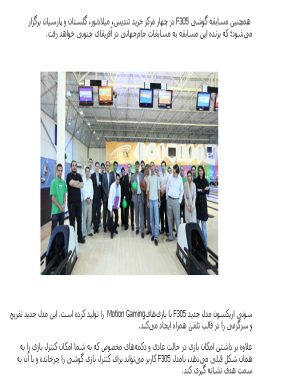 همچنین مسابقه گوشی F305 در چهار مرکز خرید تندیس، میلادنور، گلستان و پارسیان برگزار
می‌شود؛ که برنده این مسابقه به مسابقات جام‌جهانی در آفریقای جنوبی خواهد رفت.
سونی اریکسون مدل جدید F305 با بازی‌های Motion Gaming را تولید کرده است. این مدل جدید تفریح
و سرگرمی را در قالب تلفن همراه ایجاد می‌کند.
علاوه بر داشتن امکان بازی در حالت عادی و دکمه‌های مخصوص که به شما امکان کنترل بازی را به
همان شکل قبلی می‌دهد، با مدل F305 کاربر می‌تواند برای کنترل بازی گوشی را چرخانده و با آن به
سمت هدف نشانه گیری کند.